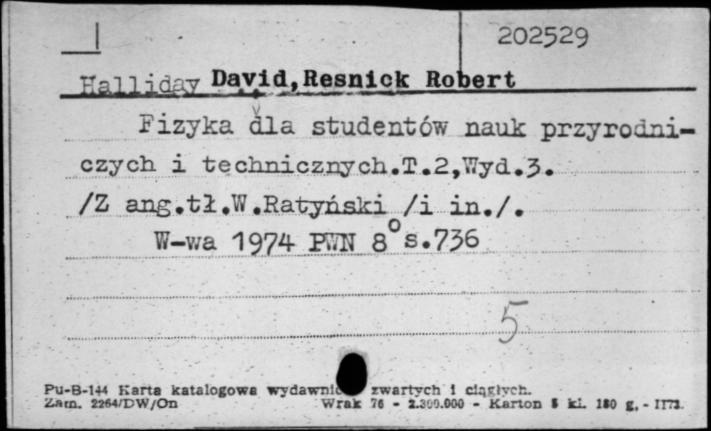 202529
Halliday David,Resnick Robert
Fizyka dla studentów nauk przyrodni-
czych i technicznych.T.2,Wyd.3.
/Z ang.tł.W.Ratyński /i in./.
W-wa 1974 PWN 8° s.736
5
Pu-B-144 Karta katalogowa zwartych i ciągłych.
Zam. 2264/DW/On Wrak 76 - 2.300.000 - Karton kl. 180 g.